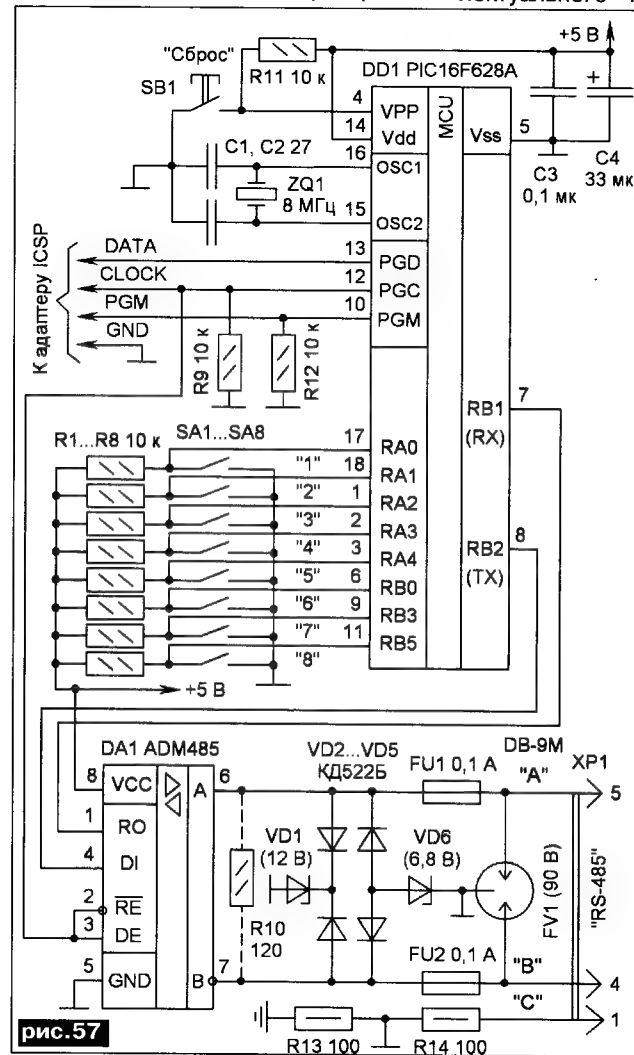 +5 В
"Сброс"
R11 10 к
SB1
DD1 PIC16F628A
4
VPP
MCU
14
Vdd
Vss
5
C1, C2 27
16
OSC1
C3
0,1 мк
+
C4
33 мк
ZQ1
8 МГц
15
OSC2
К адаптеру ICSP
DATA
13
PGD
CLOCK
12
PGC
PGM
10
PGM
GND
R9 10 к
R12 10 к
7
RB1
(RX)
R1...R8 10 к
SA1...SA8
17
RA0
"1"
18
RA1
"2"
1
RA2
"3"
2
RA3
"4"
3
RA4
8
RB2
(TX)
"5"
6
RB0
"6"
9
RB3
"7"
11
RB5
"8"
+5 В
DA1 ADM485
VD2...VD5
КД522Б
FU1 0,1 А
DB-9M
XP1
8
VCC
A
6
"A"
5
1
RO
4
DI
VD1
(12 В)
VD6
(6,8 В)
FV1 (90 В)
"RS-485"
2
RE
3
DE
R10
120
5
GND
B
7
FU2 0,1 А
"B"
4
"C"
1
R13 100
R14 100
рис.57